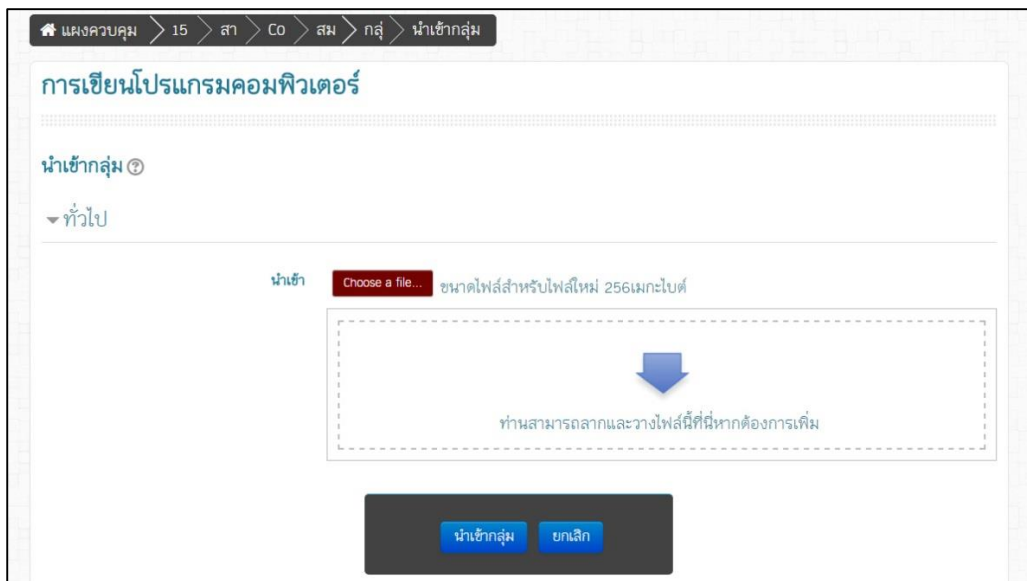 แผงควบคุม 15 สา Co สม กลุ่ นำเข้ากลุ่ม
การเขียนโปรแกรมคอมพิวเตอร์
นำเข้ากลุ่ม ?
ทั่วไป
นำเข้า Choose a file... ขนาดไฟล์สำหรับไฟล์ใหม่ 256เมกะไบต์
ท่านสามารถลากและวางไฟล์นี้ที่นี่หากต้องการเพิ่ม
นำเข้ากลุ่ม ยกเลิก